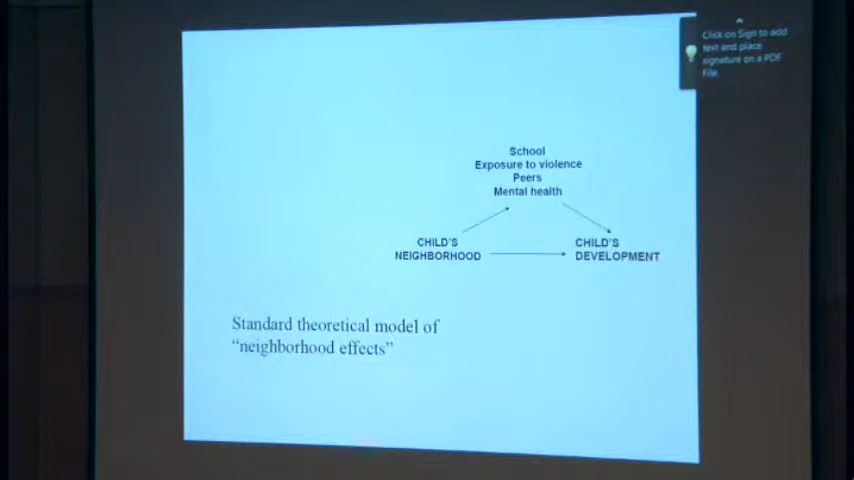 Click on Sign to add
text and place
signature on a PDF
File.
School
Exposure to violence
Peers
Mental health
CHILD'S
NEIGHBORHOOD
CHILD'S
DEVELOPMENT
Standard theoretical model of
“neighborhood effects”